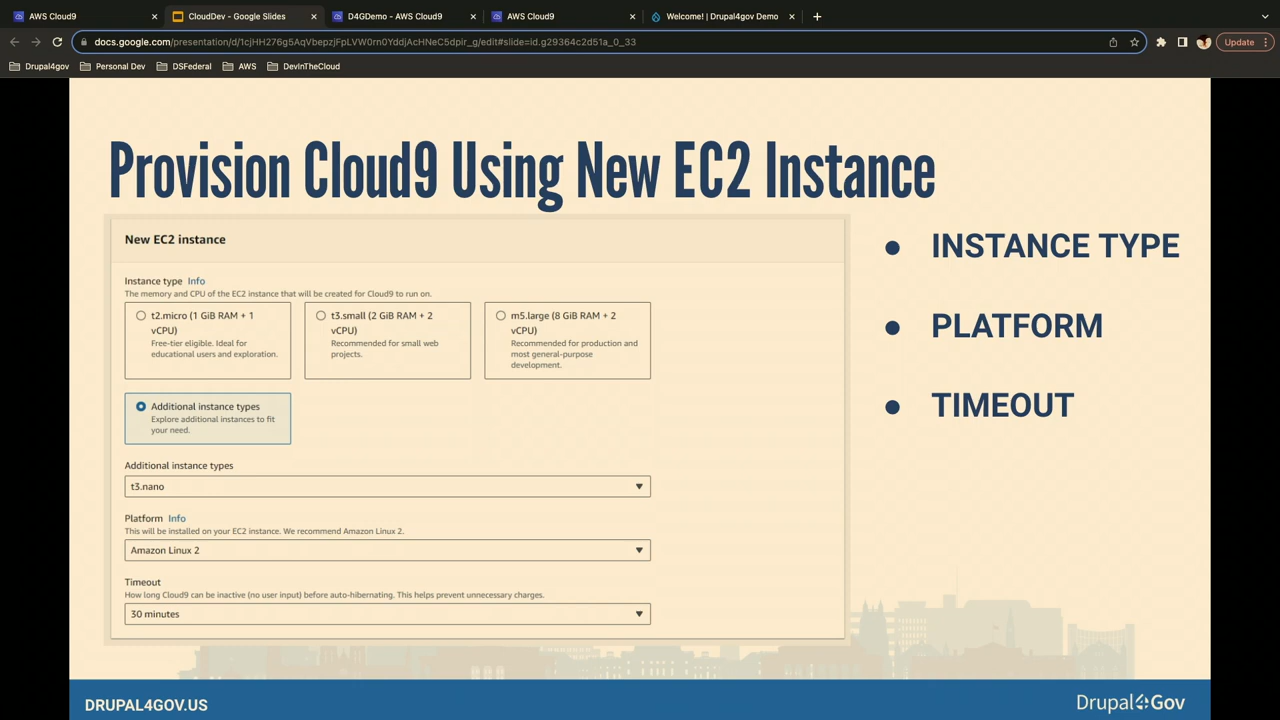 AWS Cloud9
CloudDev - Google Slides
D4GDemo - AWS Cloud9
AWS Cloud9
Welcome! | Drupal4gov Demo
docs.google.com/presentation/d/1cjHH276g5AqVbepzjFpLVW0rn0YddjAcHNeC5dpir_g/edit#slide=id.g29364c2d51a_0_33
Update
Drupal4gov
Personal Dev
DSFederal
AWS
DevInTheCloud
Provision Cloud9 Using New EC2 Instance
New EC2 instance
Instance type Info
The memory and CPU of the EC2 instance that will be created for Cloud9 to run on.
t2.micro (1 GiB RAM + 1
vCPU)
Free-tier eligible. Ideal for
educational users and exploration.
t3.small (2 GiB RAM + 2
vCPU)
Recommended for small web
projects.
m5.large (8 GiB RAM + 2
vCPU)
Recommended for production and
most general-purpose
development.
Additional instance types
Explore additional instances to fit
your need.
Additional instance types
t3.nano
Platform Info
This will be installed on your EC2 instance. We recommend Amazon Linux 2.
Amazon Linux 2
Timeout
How long Cloud9 can be inactive (no user input) before auto-hibernating. This helps prevent unnecessary charges.
30 minutes
● INSTANCE TYPE
● PLATFORM
● TIMEOUT
DRUPAL4GOV.US
Drupal4Gov